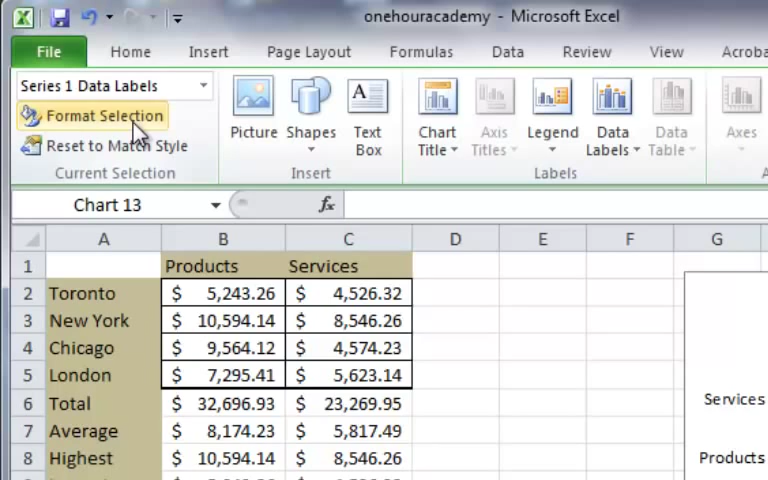 onehouracademy - Microsoft Excel
File Home Insert Page Layout Formulas Data Review View Acroba
Series 1 Data Labels
Format Selection
Reset to Match Style
Current Selection
Picture Shapes Text Box
Insert
Chart Title Axis Titles Legend Data Labels Data Table
Labels
Axes
Chart 13 fx
A B C D E F G
1 Products Services
2 Toronto $ 5,243.26 $ 4,526.32
3 New York $ 10,594.14 $ 8,546.26
4 Chicago $ 9,564.12 $ 4,574.23
5 London $ 7,295.41 $ 5,623.14
6 Total $ 32,696.93 $ 23,269.95
7 Average $ 8,174.23 $ 5,817.49
8 Highest $ 10,594.14 $ 8,546.26
Services
Products